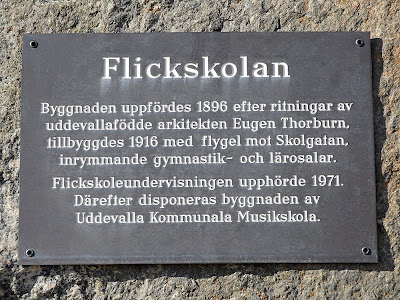 Flickskolan
Byggnaden uppfördes 1896 efter ritningar av
uddevallafödde arkitekten Eugen Thorburn,
tillbyggdes 1916 med flygel mot Skolgatan,
inrymmande gymnastik- och lärosalar.
Flickskoleundervisningen upphörde 1971.
Därefter disponeras byggnaden av
Uddevalla Kommunala Musikskola.